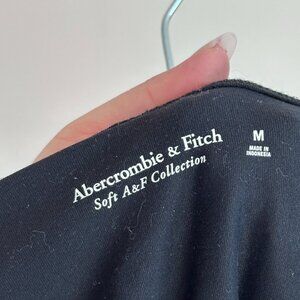 Abercrombie & Fitch
Soft A&F Collection
M
MADE IN
INDONESIA